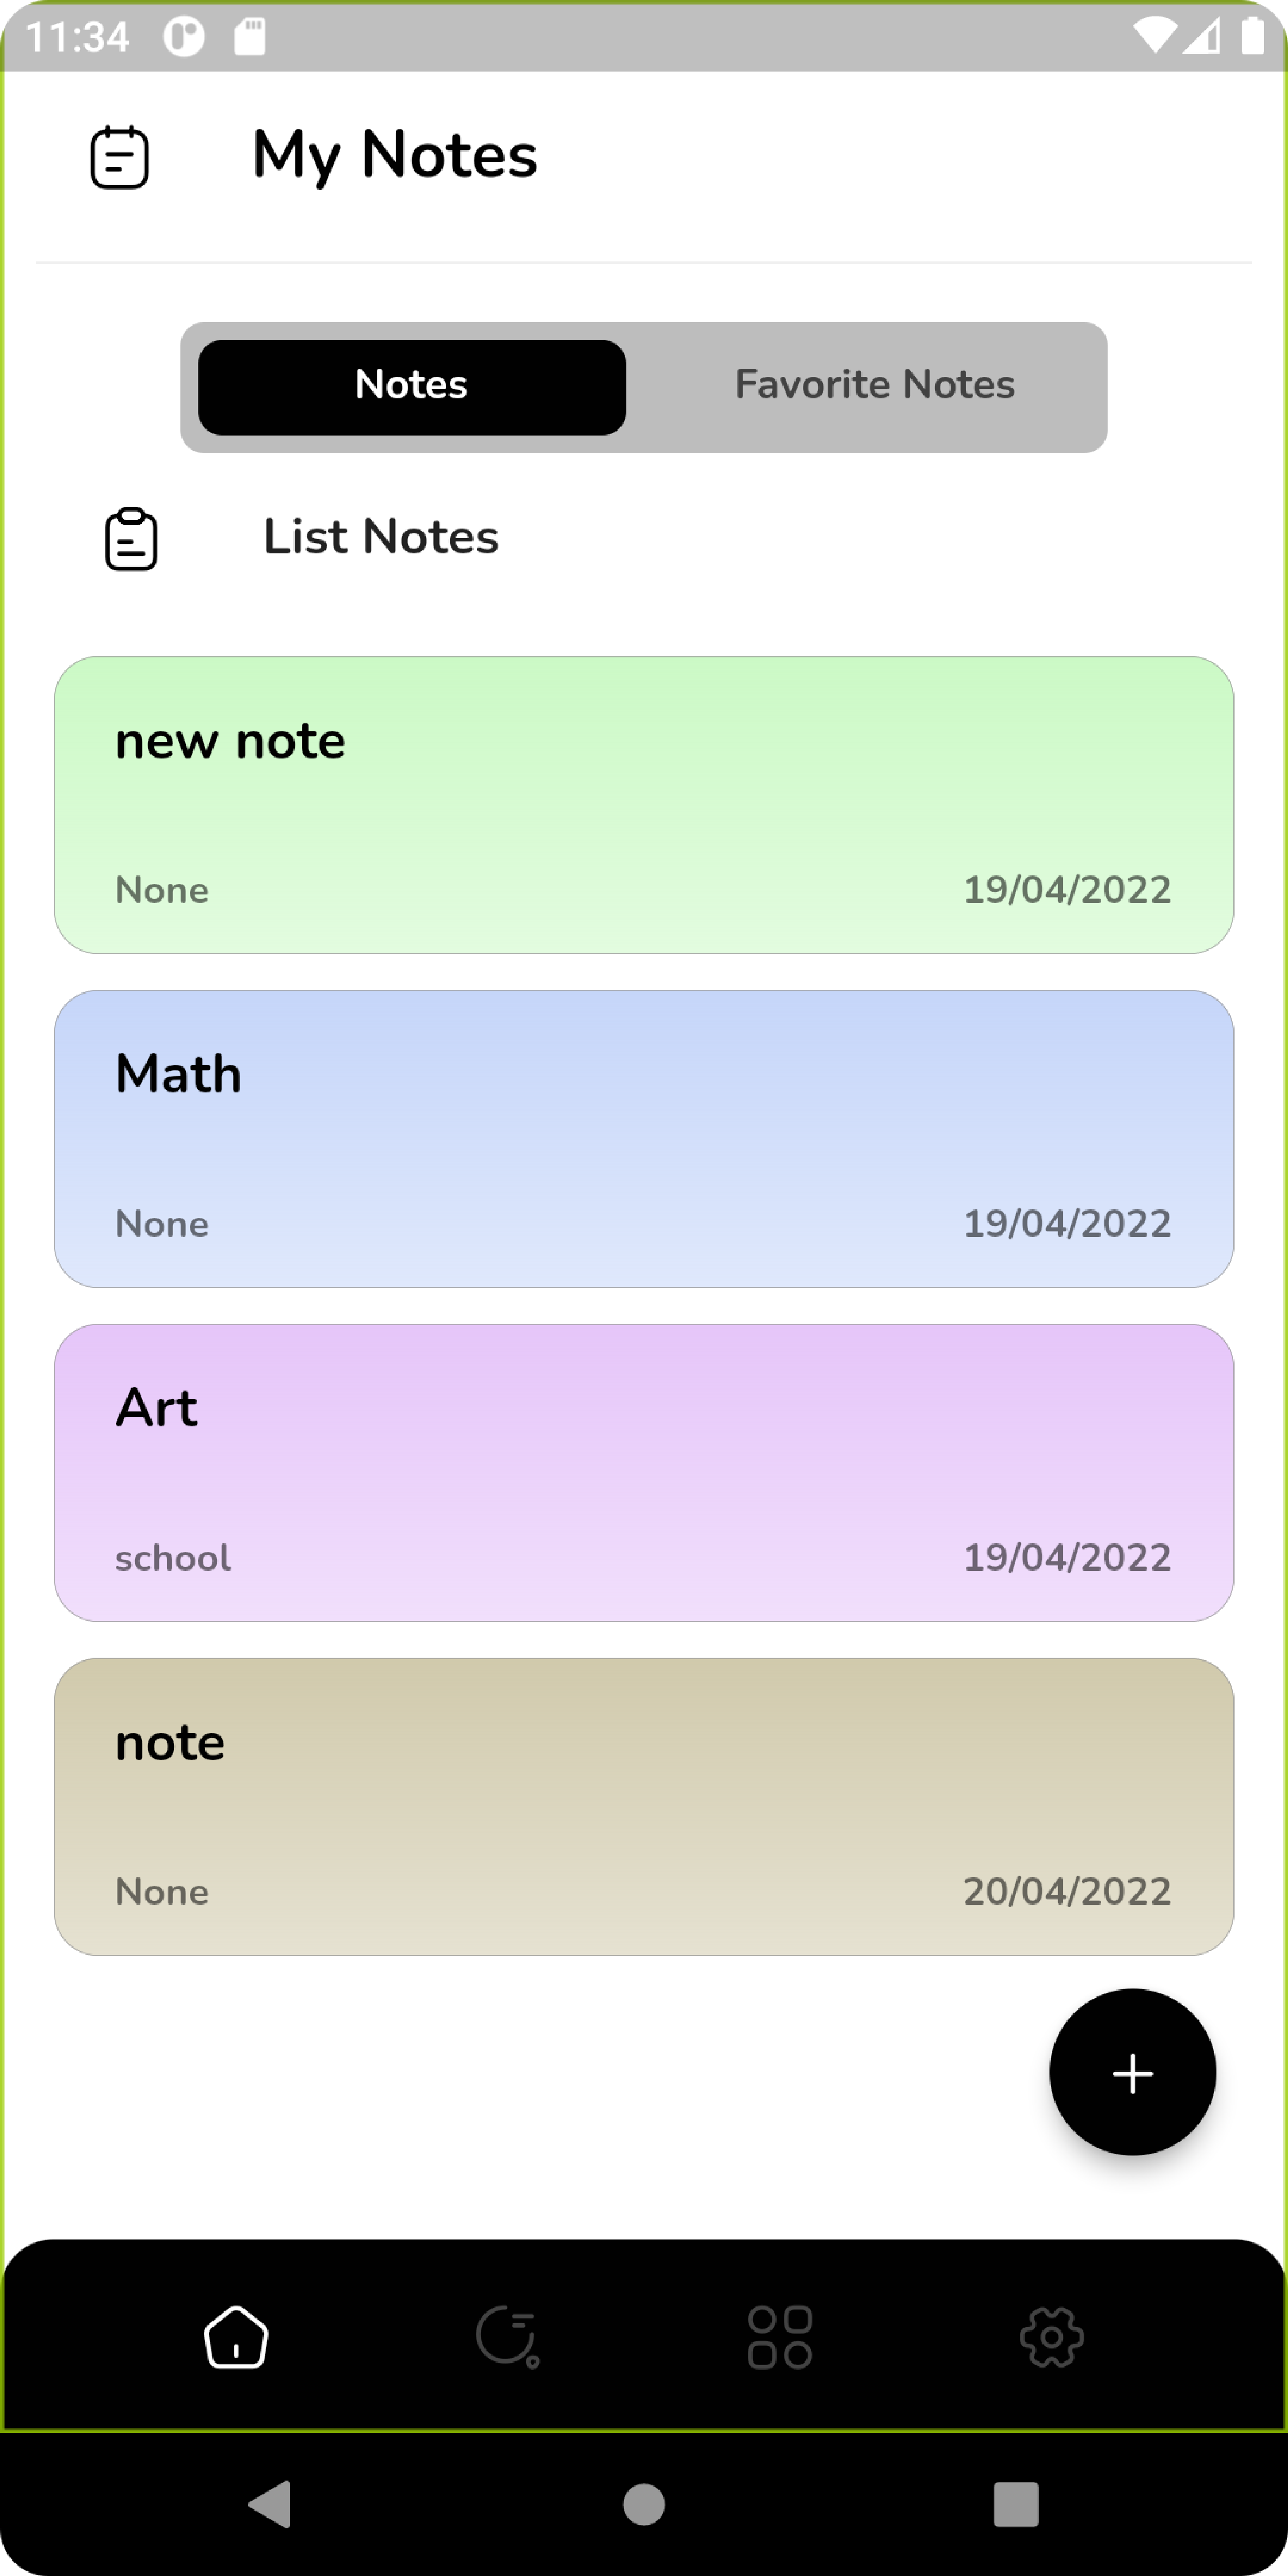 11:34
My Notes
Notes Favorite Notes
List Notes
new note
None 19/04/2022
Math
None 19/04/2022
Art
school 19/04/2022
note
None 20/04/2022